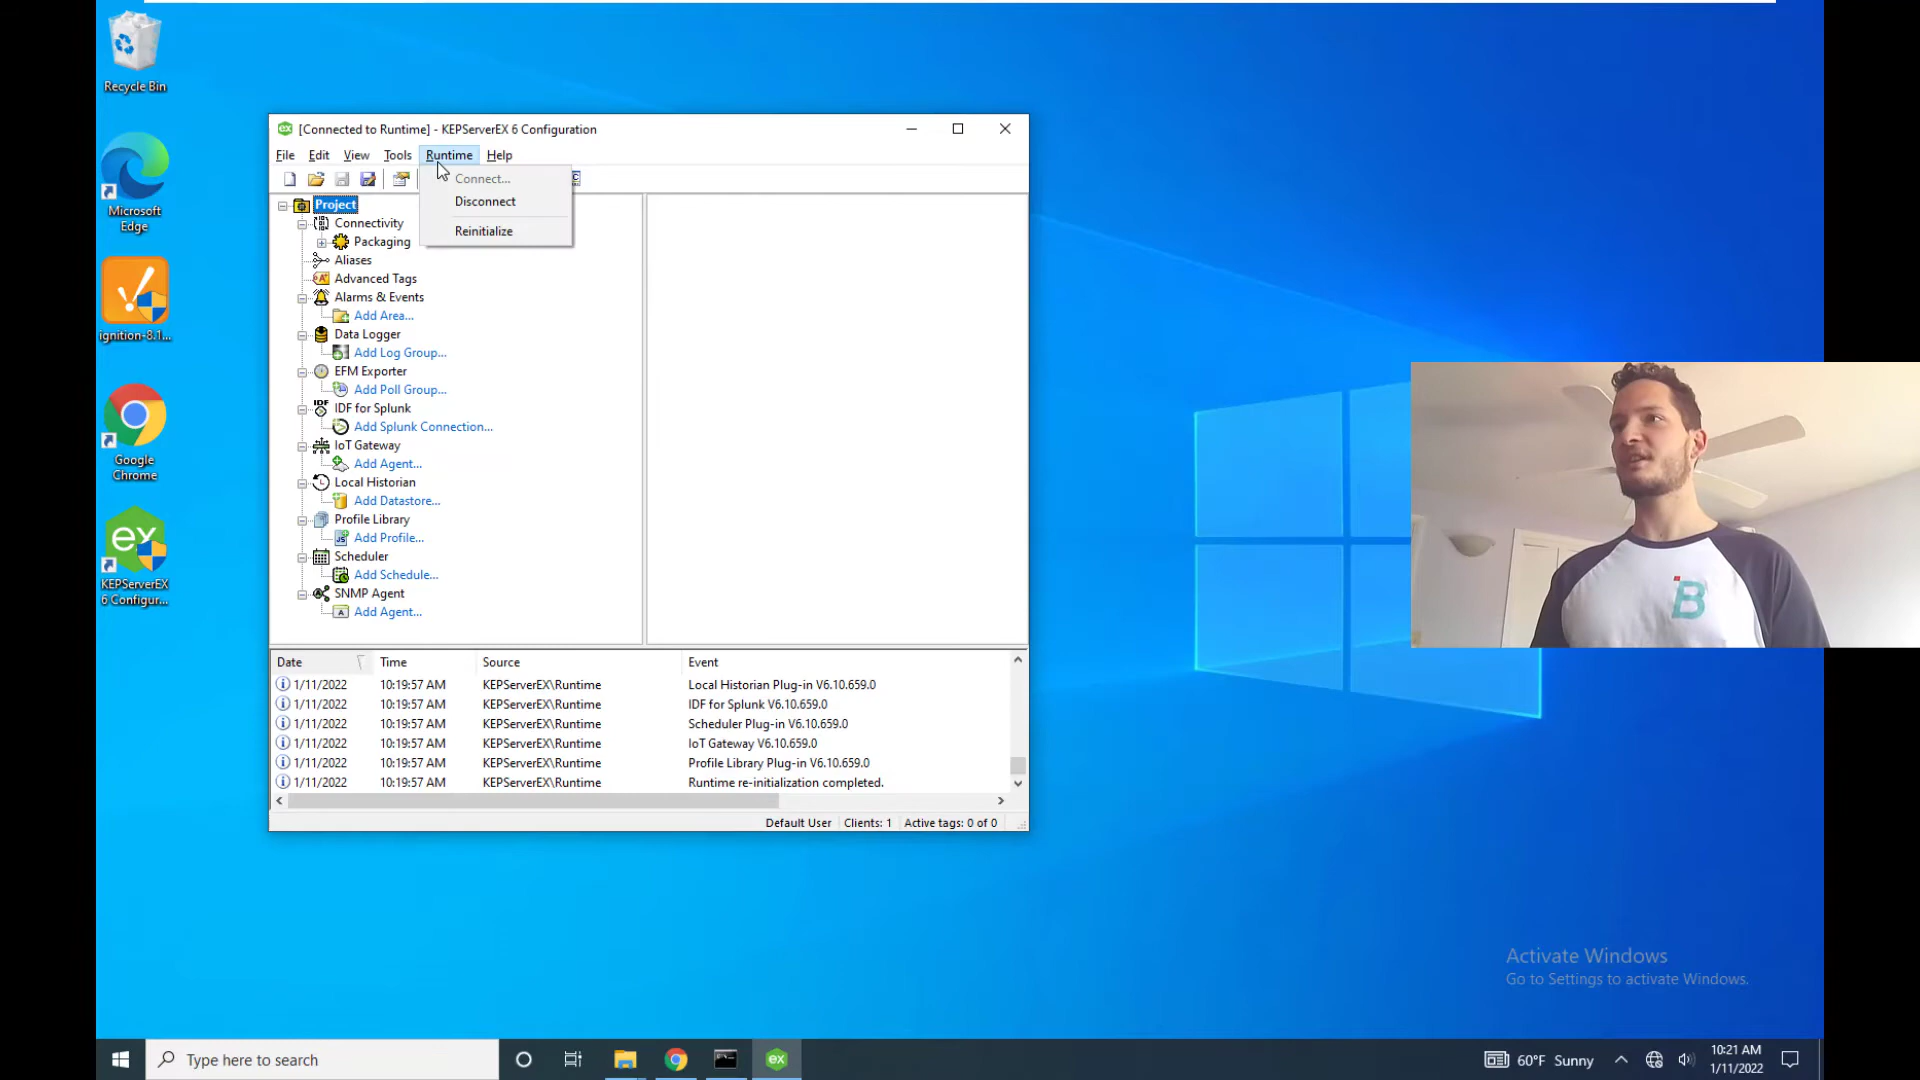 Recycle Bin
Microsoft
Edge
ignition-8.1...
Google
Chrome
KEPServerEX
6 Configur...
[Connected to Runtime] - KEPServerEX 6 Configuration
File Edit View Tools Runtime Help
Connect...
Disconnect
Reinitialize
Project
Connectivity
Packaging
Aliases
Advanced Tags
Alarms & Events
Add Area...
Data Logger
Add Log Group...
EFM Exporter
Add Poll Group...
IDF for Splunk
Add Splunk Connection...
IoT Gateway
Add Agent...
Local Historian
Add Datastore...
Profile Library
Add Profile...
Scheduler
Add Schedule...
SNMP Agent
Add Agent...
Date Time Source Event
1/11/2022 10:19:57 AM KEPServerEX\Runtime Local Historian Plug-in V6.10.659.0
1/11/2022 10:19:57 AM KEPServerEX\Runtime IDF for Splunk V6.10.659.0
1/11/2022 10:19:57 AM KEPServerEX\Runtime Scheduler Plug-in V6.10.659.0
1/11/2022 10:19:57 AM KEPServerEX\Runtime IoT Gateway V6.10.659.0
1/11/2022 10:19:57 AM KEPServerEX\Runtime Profile Library Plug-in V6.10.659.0
1/11/2022 10:19:57 AM KEPServerEX\Runtime Runtime re-initialization completed.
Default User Clients: 1 Active tags: 0 of 0
B
Activate Windows
Go to Settings to activate Windows.
Type here to search
60°F Sunny
10:21 AM
1/11/2022